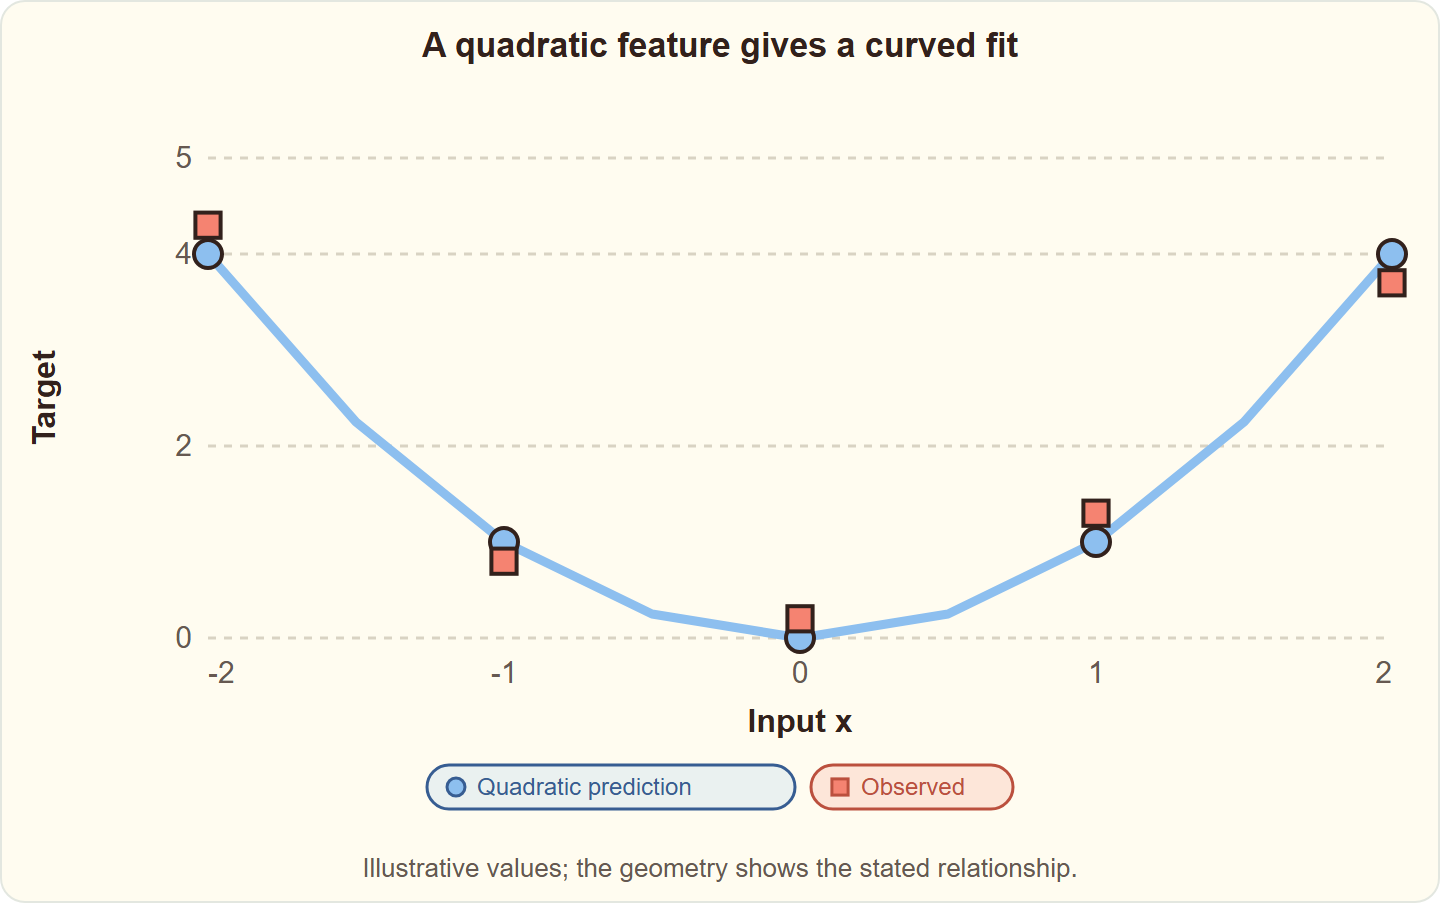 A quadratic feature gives a curved fit
5
4
2
0
Target
-2 -1 0 1 2
Input x
Quadratic prediction Observed
Illustrative values; the geometry shows the stated relationship.